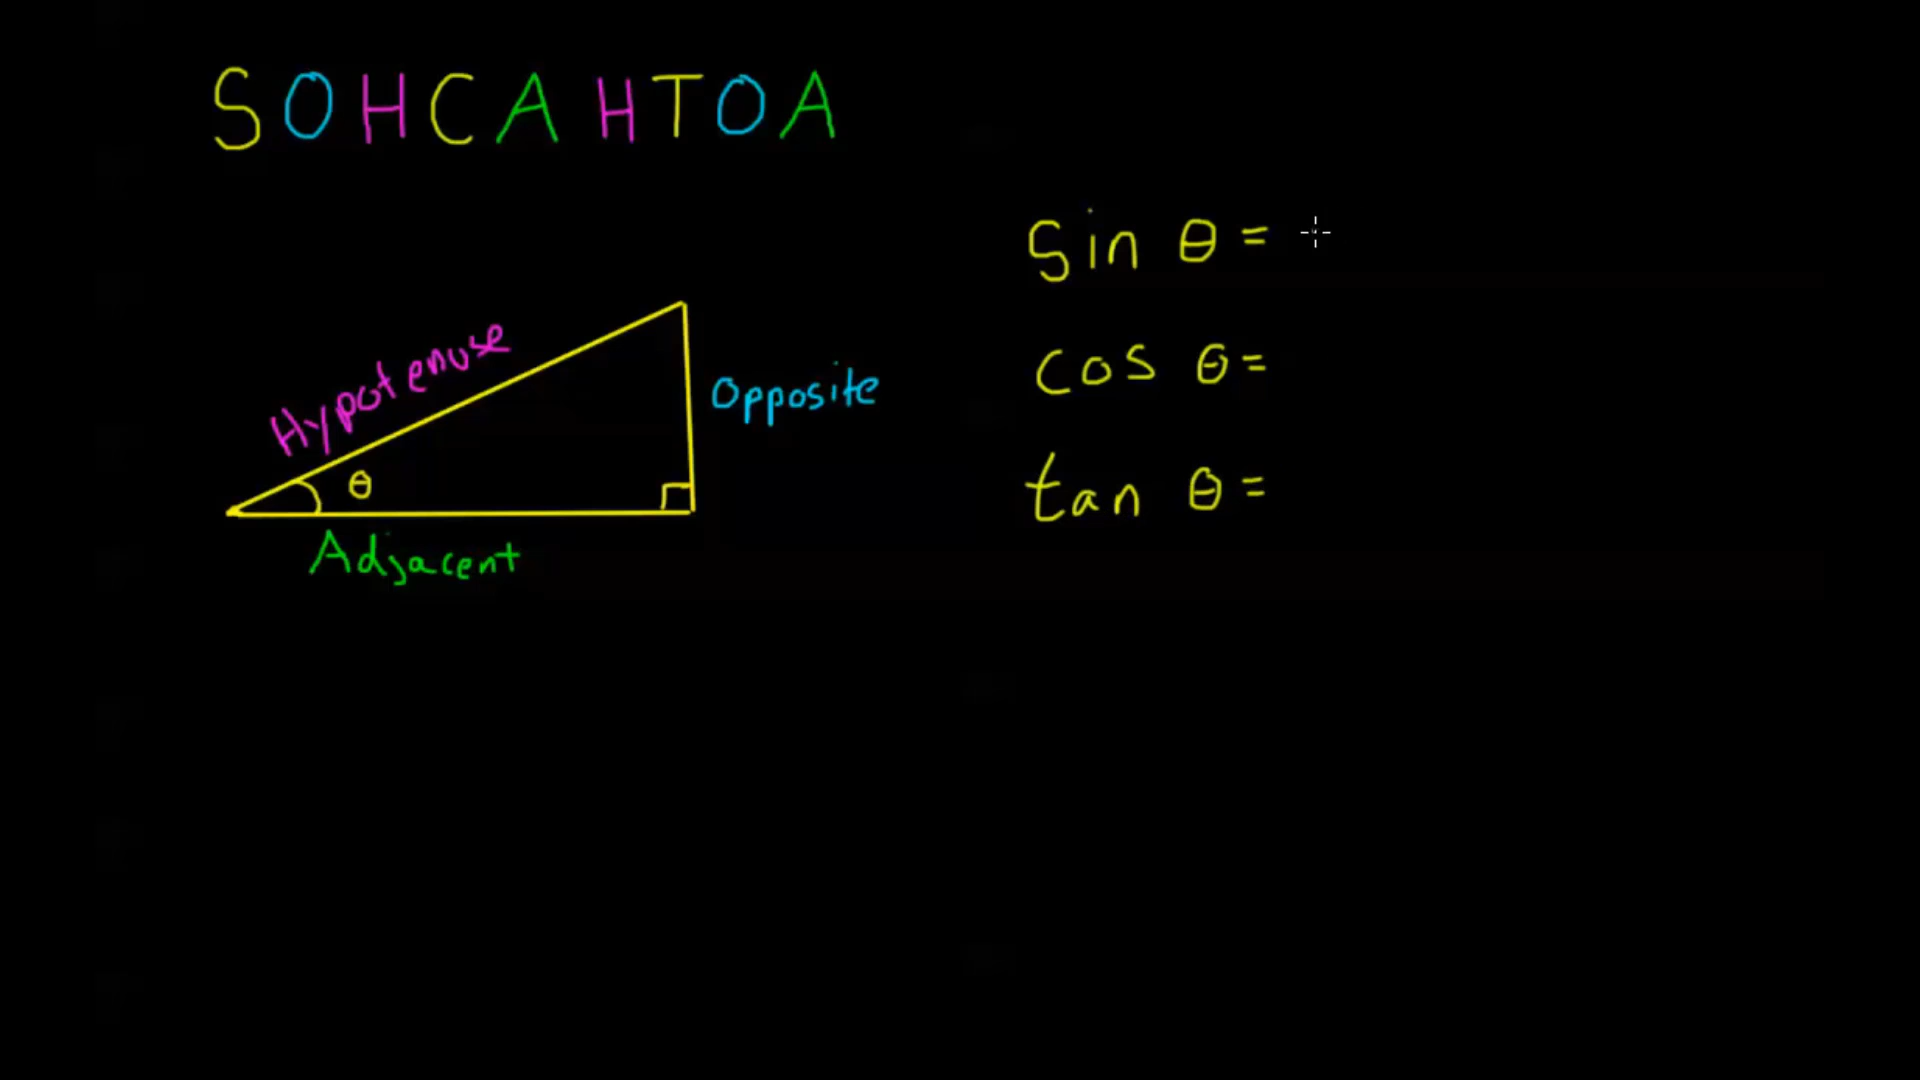 SOHCAHTOA
Sin θ =
Hypotenuse
cos θ =
Opposite
θ
tan θ =
Adjacent